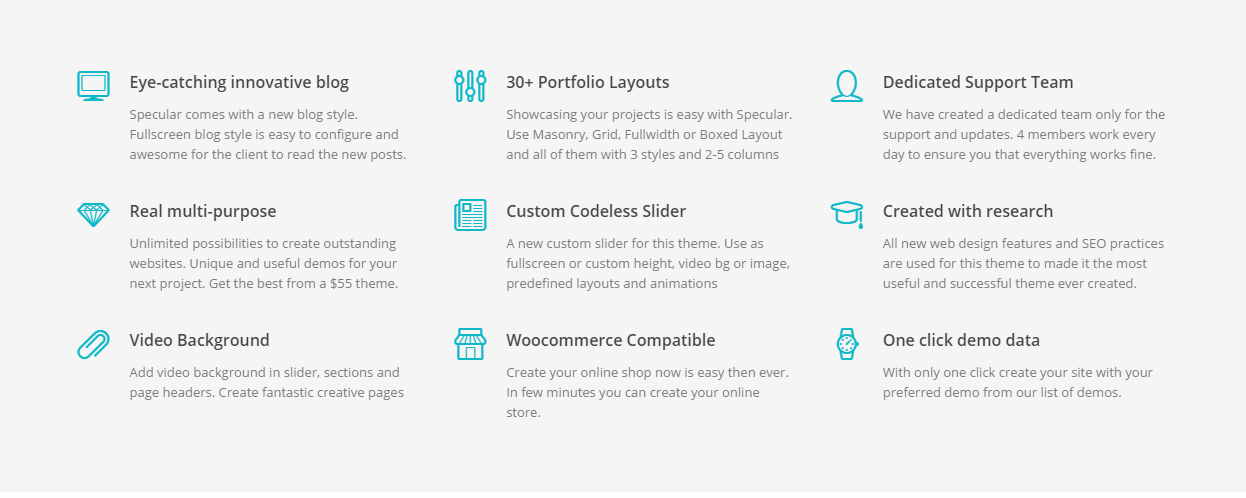 Eye-catching innovative blog
Specular comes with a new blog style.
Fullscreen blog style is easy to configure and
awesome for the client to read the new posts.
30+ Portfolio Layouts
Showcasing your projects is easy with Specular.
Use Masonry, Grid, Fullwidth or Boxed Layout
and all of them with 3 styles and 2-5 columns
Dedicated Support Team
We have created a dedicated team only for the
support and updates. 4 members work every
day to ensure you that everything works fine.
Real multi-purpose
Unlimited possibilities to create outstanding
websites. Unique and useful demos for your
next project. Get the best from a $55 theme.
Custom Codeless Slider
A new custom slider for this theme. Use as
fullscreen or custom height, video bg or image,
predefined layouts and animations
Created with research
All new web design features and SEO practices
are used for this theme to made it the most
useful and successful theme ever created.
Video Background
Add video background in slider, sections and
page headers. Create fantastic creative pages
Woocommerce Compatible
Create your online shop now is easy then ever.
In few minutes you can create your online
store.
One click demo data
With only one click create your site with your
preferred demo from our list of demos.